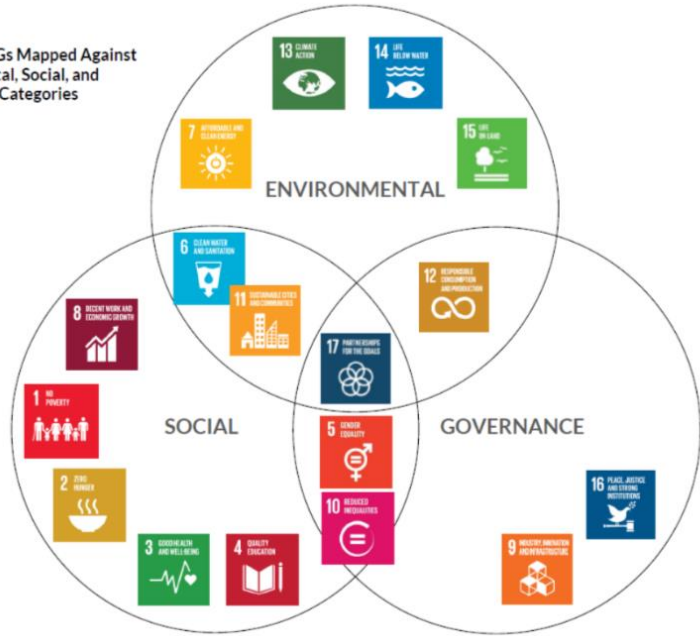 Gs Mapped Against
tal, Social, and
Categories
13 CLIMATE
ACTION
14 LIFE
BELOW WATER
7 AFFORDABLE AND
CLEAN ENERGY
15 LIFE
ON LAND
ENVIRONMENTAL
6 CLEAN WATER
AND SANITATION
12 RESPONSIBLE
CONSUMPTION
AND PRODUCTION
11 SUSTAINABLE CITIES
AND COMMUNITIES
8 DECENT WORK AND
ECONOMIC GROWTH
17 PARTNERSHIPS
FOR THE GOALS
1 NO
POVERTY
SOCIAL
5 GENDER
EQUALITY
GOVERNANCE
2 ZERO
HUNGER
16 PEACE, JUSTICE
AND STRONG
INSTITUTIONS
10 REDUCED
INEQUALITIES
3 GOOD HEALTH
AND WELL-BEING
4 QUALITY
EDUCATION
9 INDUSTRY, INNOVATION
AND INFRASTRUCTURE